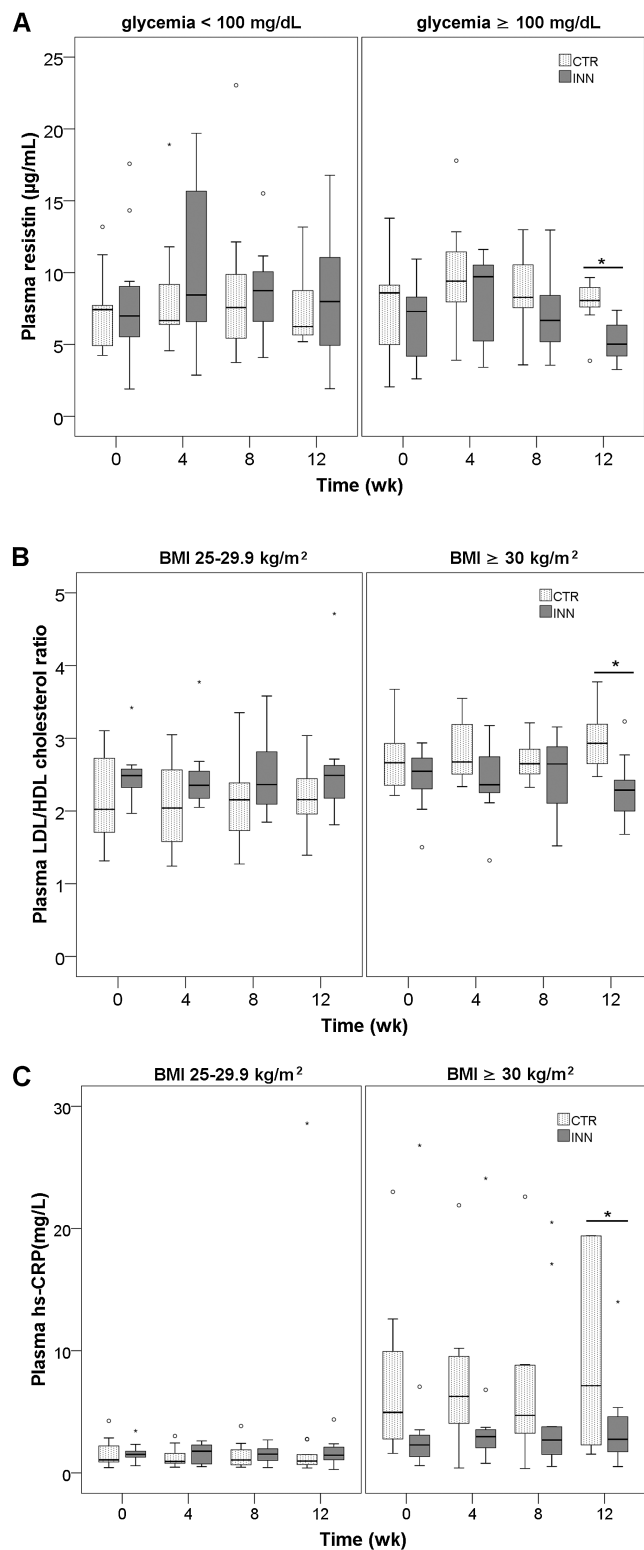 A
glycemia < 100 mg/dL
glycemia ≥ 100 mg/dL
CTR
INN
25
20
15
10
5
0
*
*
Plasma resistin (µg/mL)
0 4 8 12 0 4 8 12
Time (wk)
B
BMI 25-29.9 kg/m²
BMI ≥ 30 kg/m²
CTR
INN
5
4
3
2
1
0
*
*
*
*
Plasma LDL/HDL cholesterol ratio
0 4 8 12 0 4 8 12
Time (wk)
C
BMI 25-29.9 kg/m²
BMI ≥ 30 kg/m²
CTR
INN
30
20
10
0
*
*
*
*
*
*
*
*
Plasma hs-CRP(mg/L)
0 4 8 12 0 4 8 12
Time (wk)